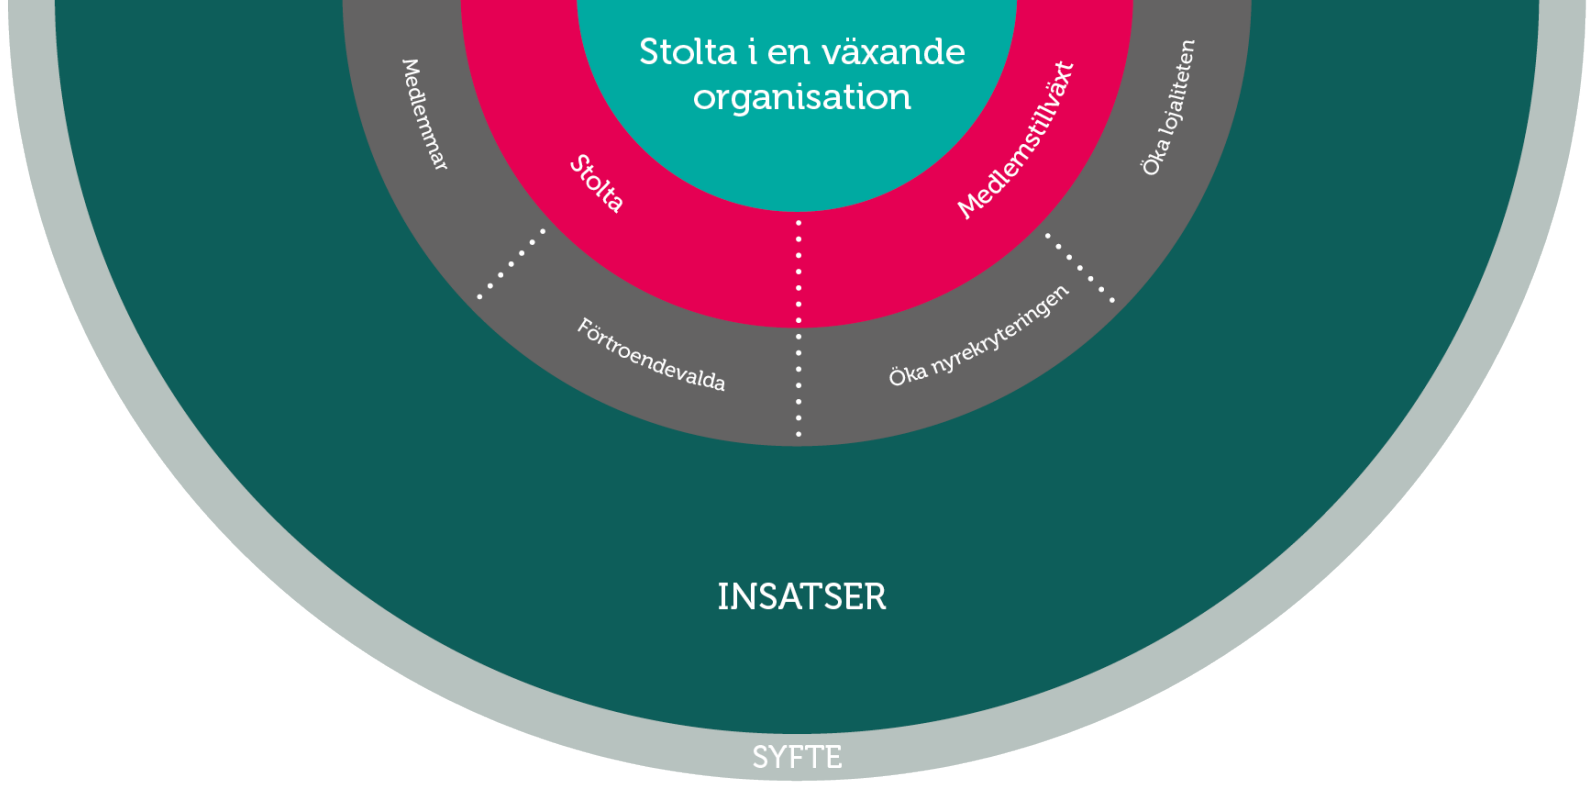 Stolta i en växande
organisation
Stolta
Medlemstillväxt
Medlemmar
Förtroendevalda
Öka nyrekryteringen
Öka lojaliteten
INSATSER
SYFTE